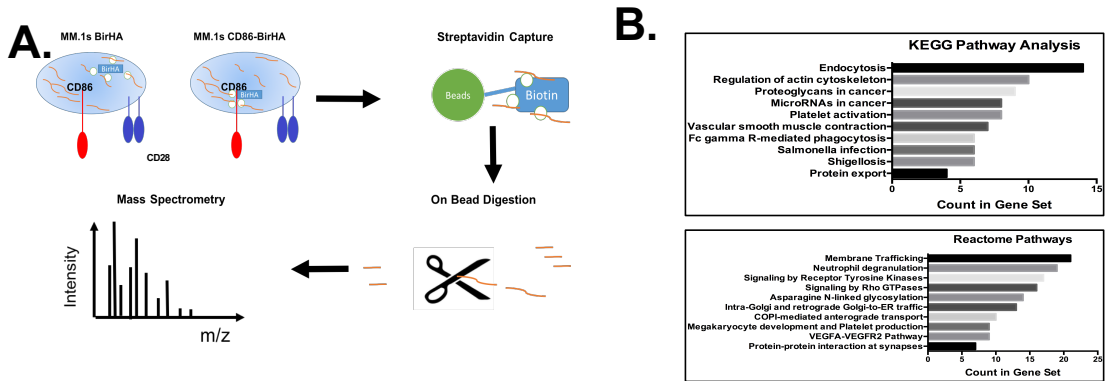 A.
MM.1s BirHA
MM.1s CD86-BirHA
BirHA
CD86
CD86
BirHA
CD28
Streptavidin Capture
Beads
Biotin
On Bead Digestion
Mass Spectrometry
Intensity
m/z
B.
KEGG Pathway Analysis
Endocytosis
Regulation of actin cytoskeleton
Proteoglycans in cancer
MicroRNAs in cancer
Platelet activation
Vascular smooth muscle contraction
Fc gamma R-mediated phagocytosis
Salmonella infection
Shigellosis
Protein export
0 5 10 15
Count in Gene Set
Reactome Pathways
Membrane Trafficking
Neutrophil degranulation
Signaling by Receptor Tyrosine Kinases
Signaling by Rho GTPases
Asparagine N-linked glycosylation
Intra-Golgi and retrograde Golgi-to-ER traffic
COPI-mediated anterograde transport
Megakaryocyte development and Platelet production
VEGFA-VEGFR2 Pathway
Protein-protein interaction at synapses
0 5 10 15 20 25
Count in Gene Set